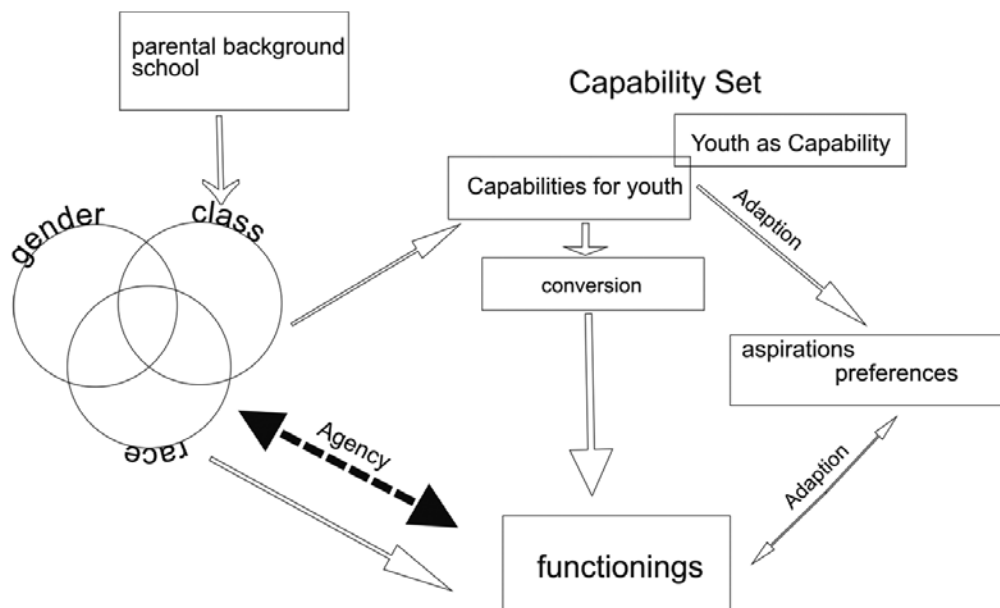 parental background
school
Capability Set
Youth as Capability
Capabilities for youth
gender
class
Adaption
conversion
aspirations
preferences
race
Agency
Adaption
functionings